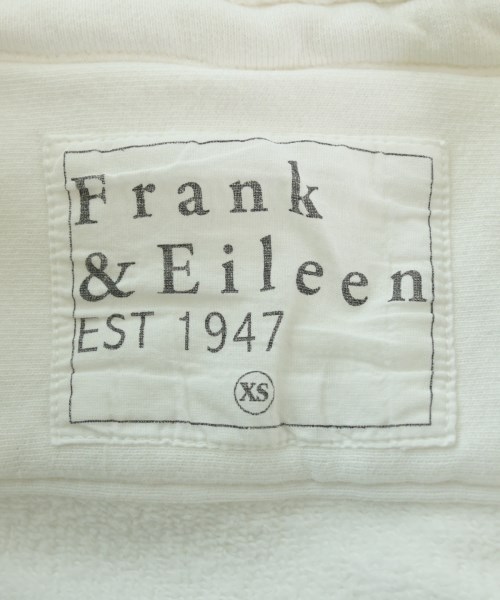 Frank
& Eileen
EST 1947
XS